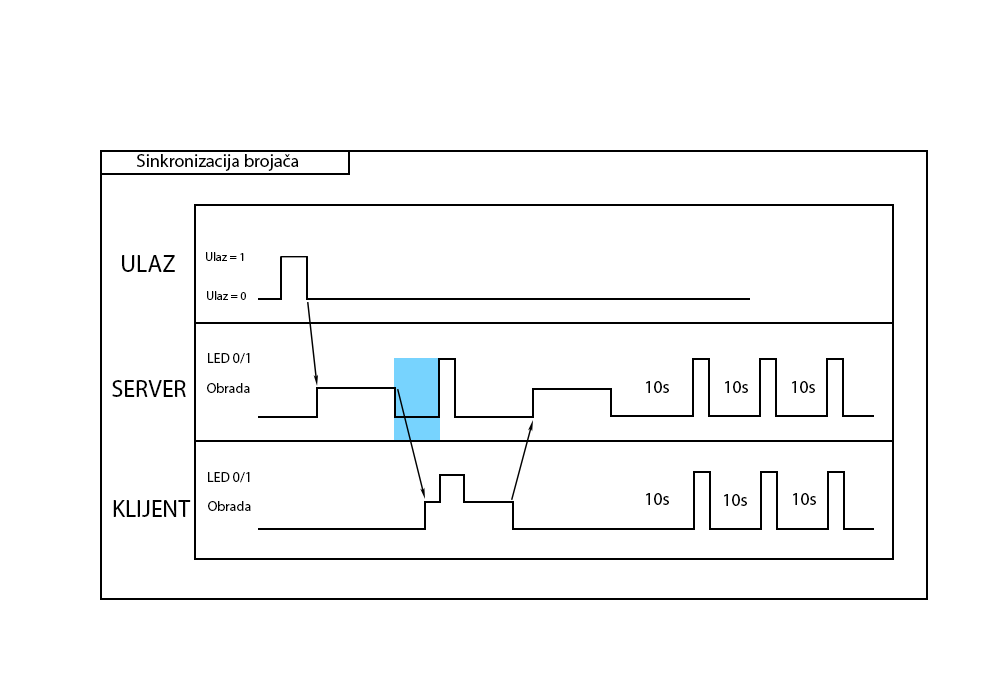 Sinkronizacija brojača
ULAZ
Ulaz = 1
Ulaz = 0
SERVER
LED 0/1
Obrada
10s
10s
10s
KLIJENT
LED 0/1
Obrada
10s
10s
10s